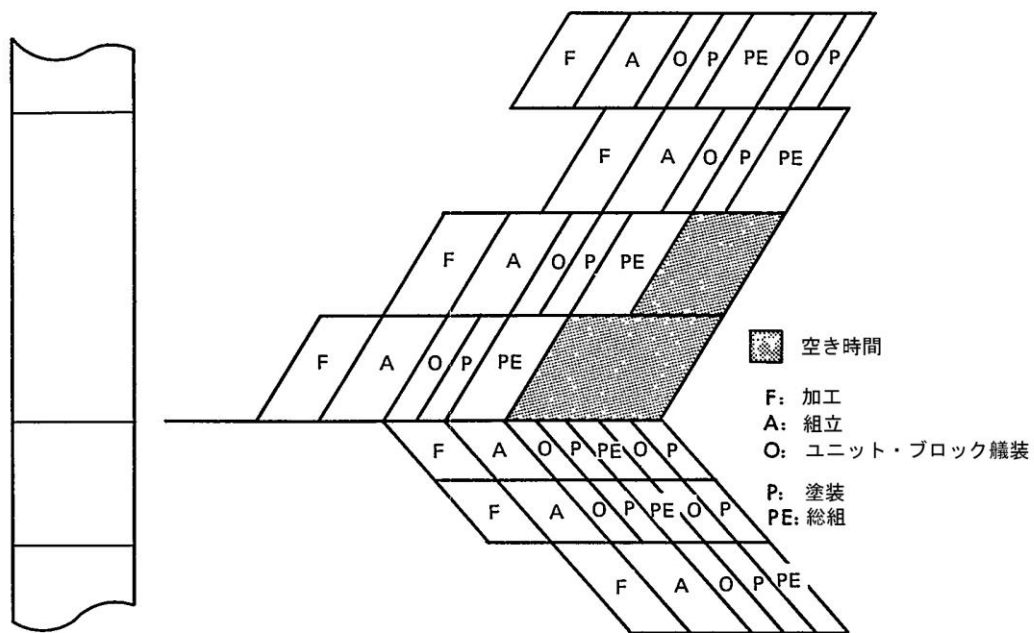 F A O P PE O P
F A O P PE
F A O P PE
F A O P PE
空き時間
F: 加工
A: 組立
O: ユニット・ブロック艤装
P: 塗装
PE: 総組
F A O P PE O P
F A O P PE O P
F A O P PE